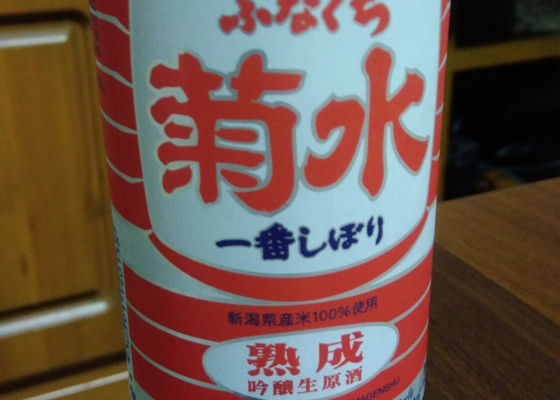 ふなぐち
菊水
一番しぼり
新潟県産米100%使用
熟成
吟醸生原酒